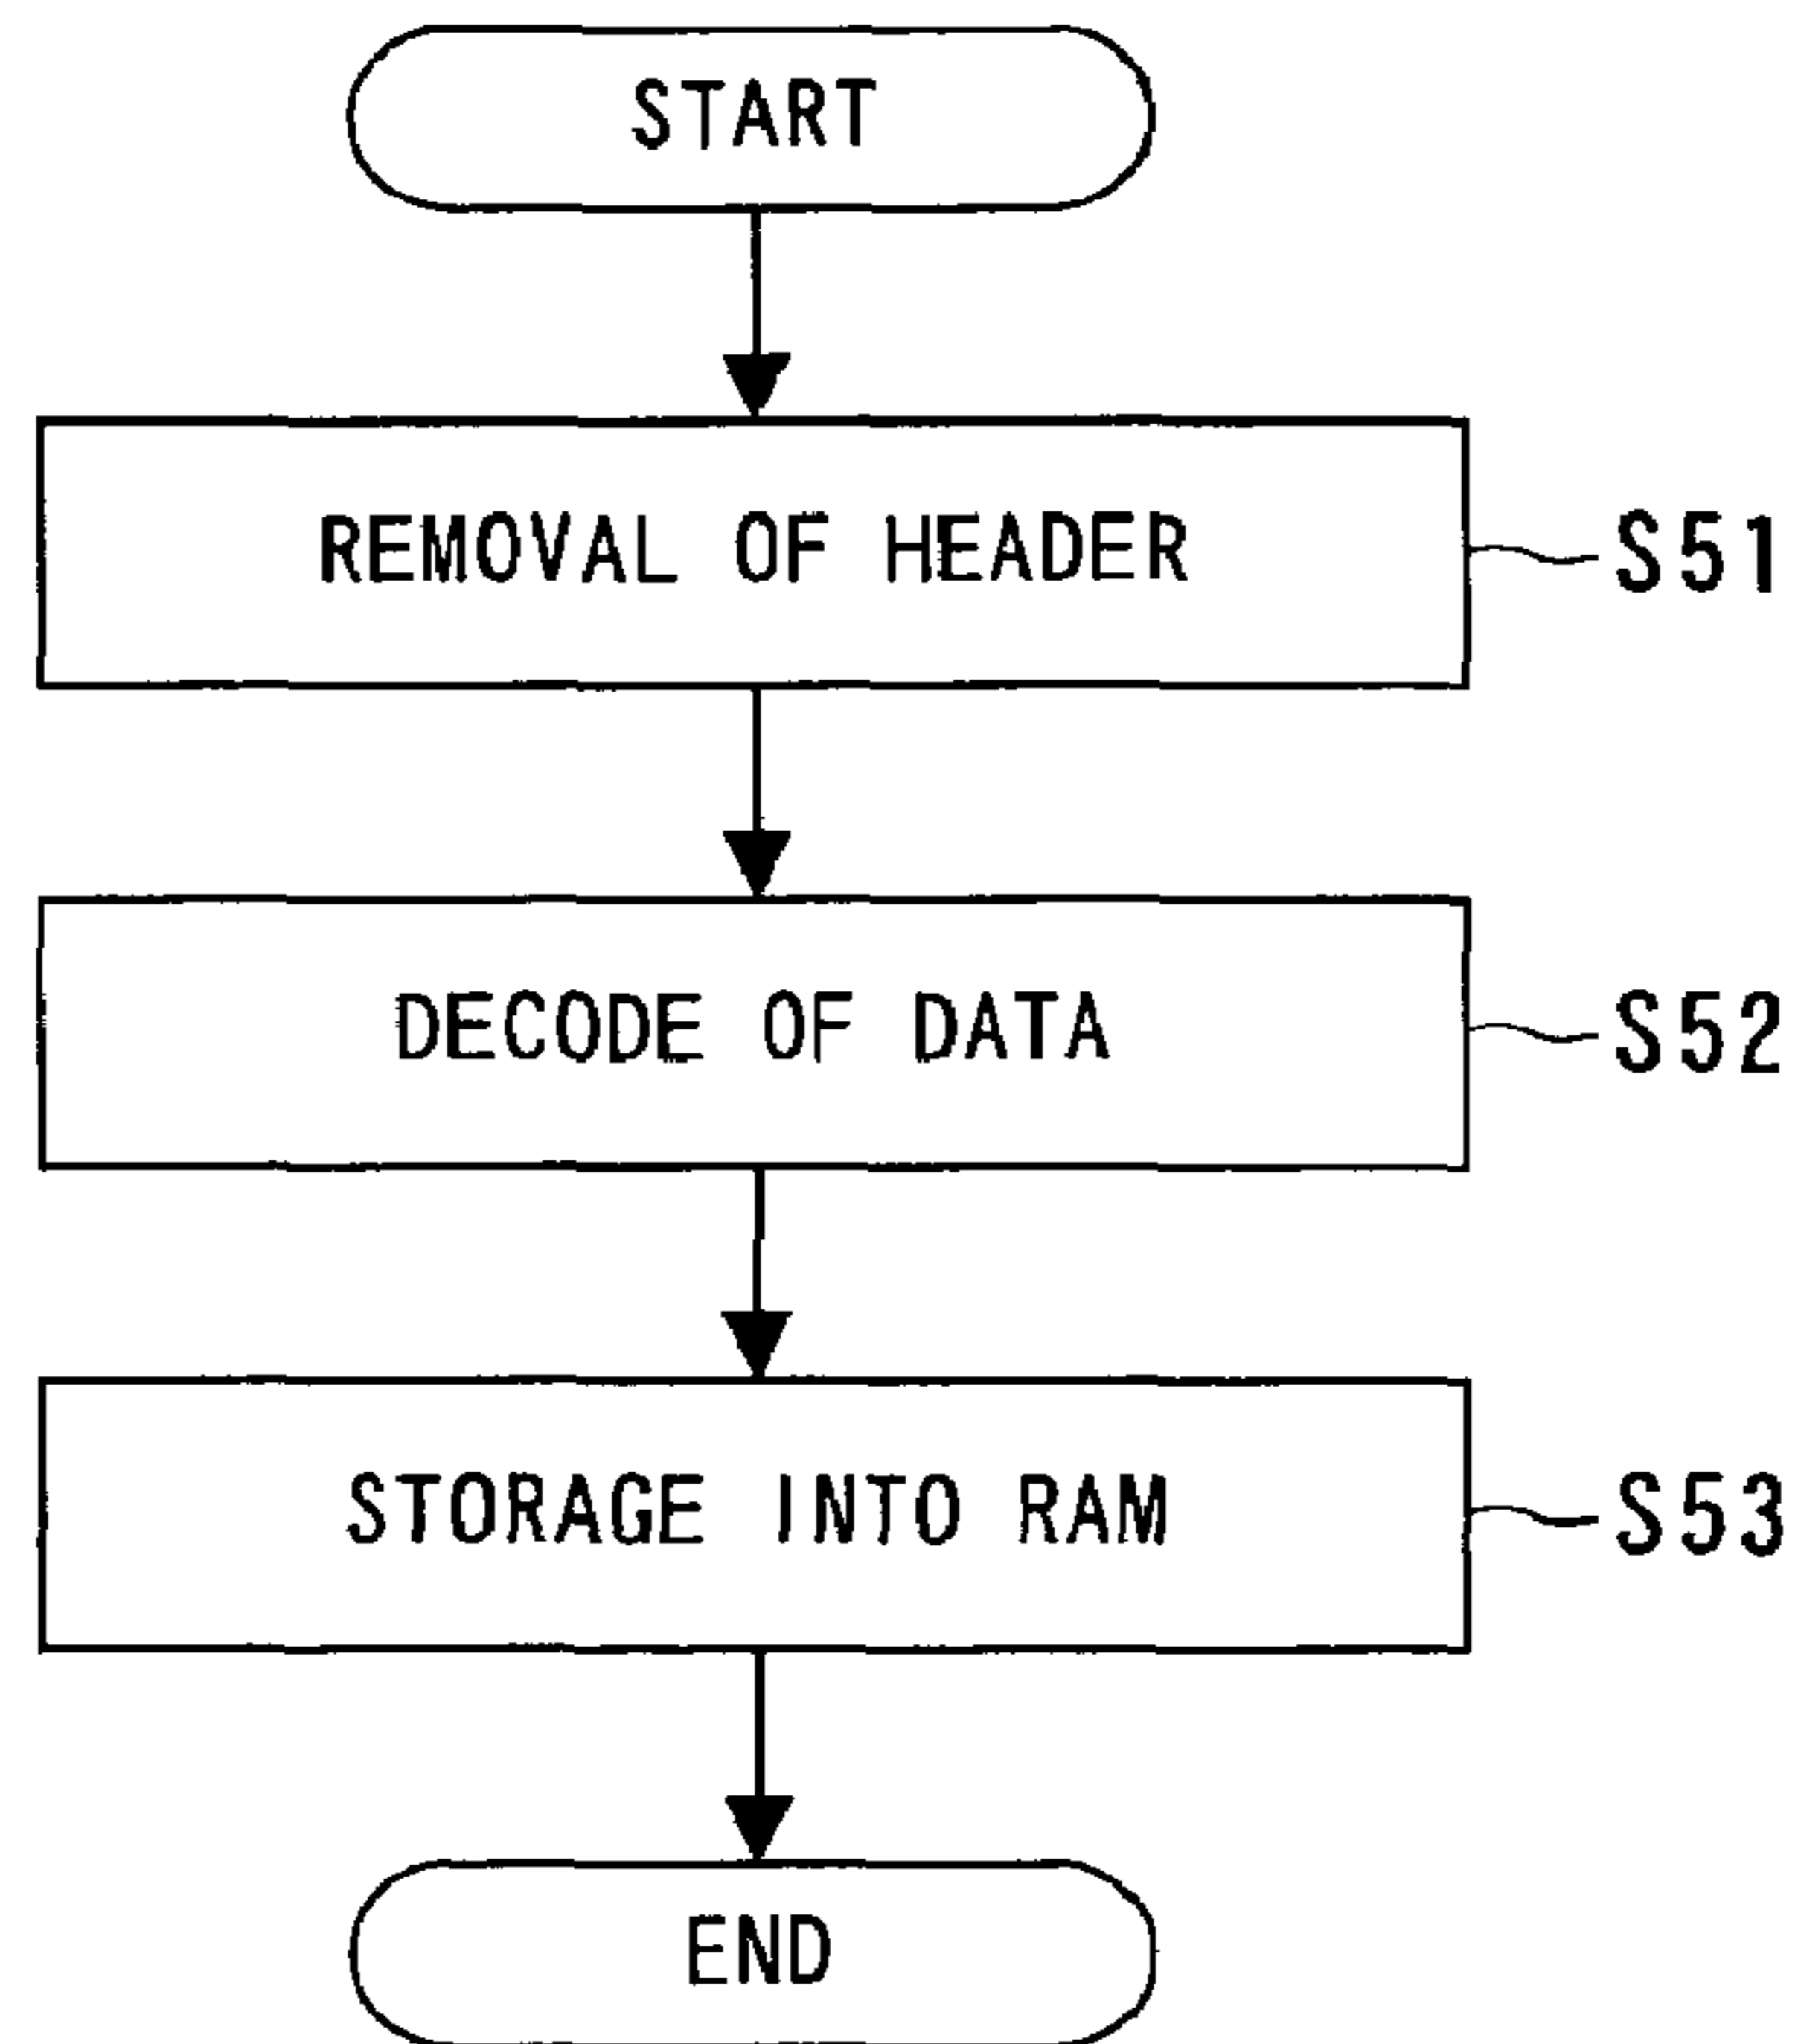 START
REMOVAL OF HEADER
S51
DECODE OF DATA
S52
STORAGE INTO RAM
S53
END